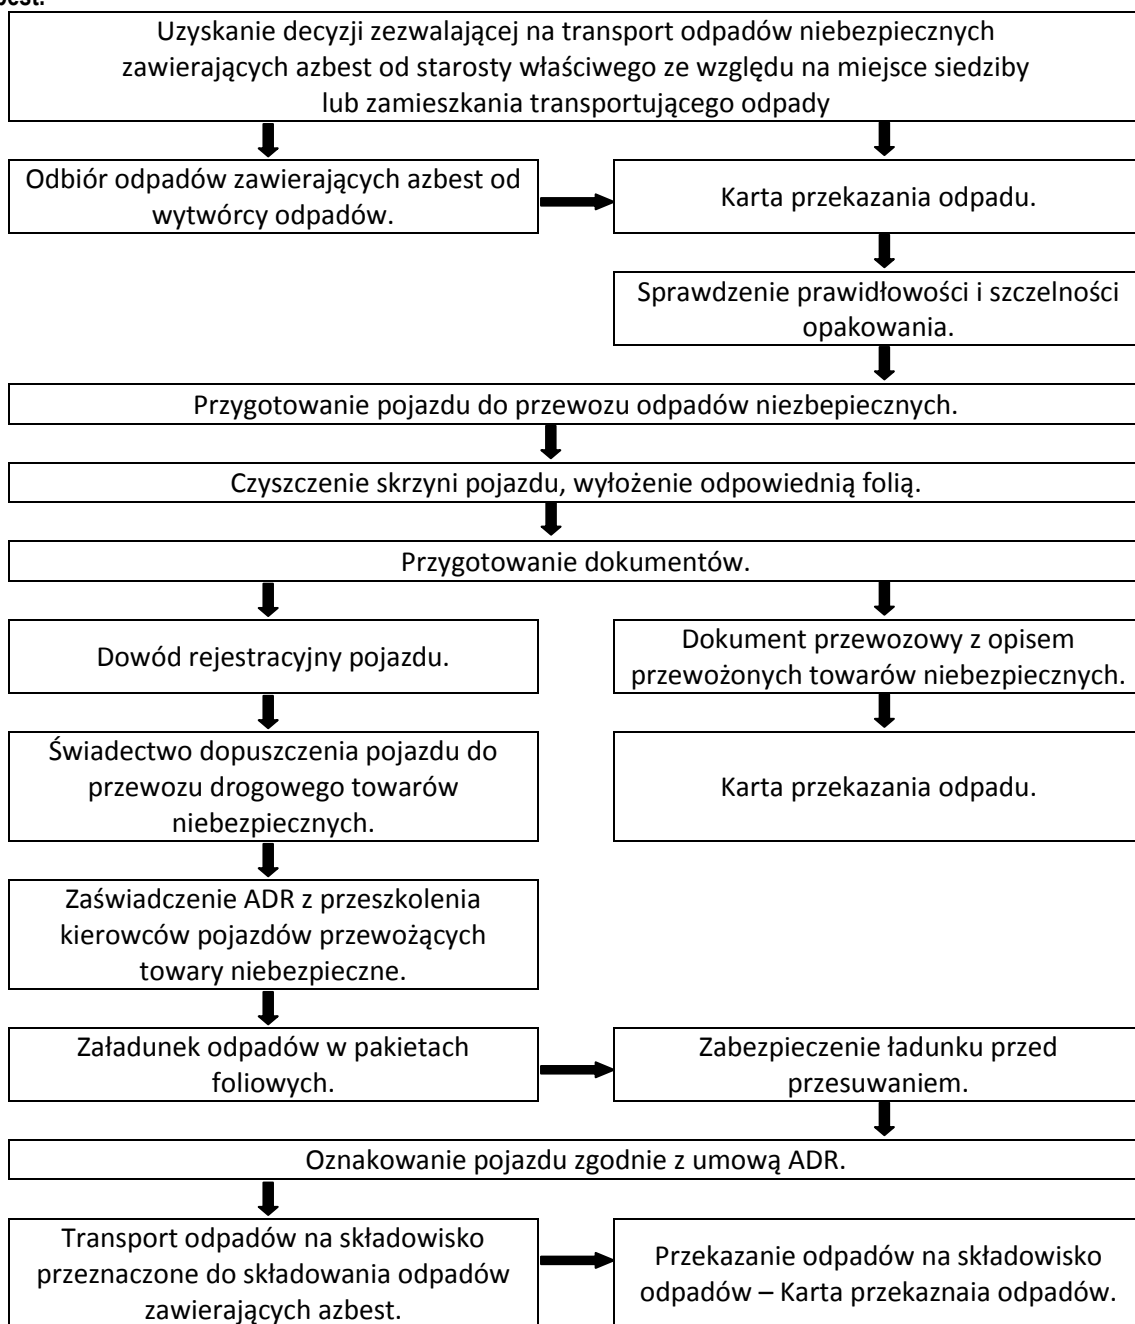 best.
Uzyskanie decyzji zezwalającej na transport odpadów niebezpiecznych
zawierających azbest od starosty właściwego ze względu na miejsce siedziby
lub zamieszkania transportującego odpady
Odbiór odpadów zawierających azbest od
wytwórcy odpadów.
Karta przekazania odpadu.
Sprawdzenie prawidłowości i szczelności
opakowania.
Przygotowanie pojazdu do przewozu odpadów niezbepiecznych.
Czyszczenie skrzyni pojazdu, wyłożenie odpowiednią folią.
Przygotowanie dokumentów.
Dowód rejestracyjny pojazdu.
Dokument przewozowy z opisem
przewożonych towarów niebezpiecznych.
Świadectwo dopuszczenia pojazdu do
przewozu drogowego towarów
niebezpiecznych.
Karta przekazania odpadu.
Zaświadczenie ADR z przeszkolenia
kierowców pojazdów przewożących
towary niebezpieczne.
Załadunek odpadów w pakietach
foliowych.
Zabezpieczenie ładunku przed
przesuwaniem.
Oznakowanie pojazdu zgodnie z umową ADR.
Transport odpadów na składowisko
przeznaczone do składowania odpadów
zawierających azbest.
Przekazanie odpadów na składowisko
odpadów – Karta przekaznaia odpadów.